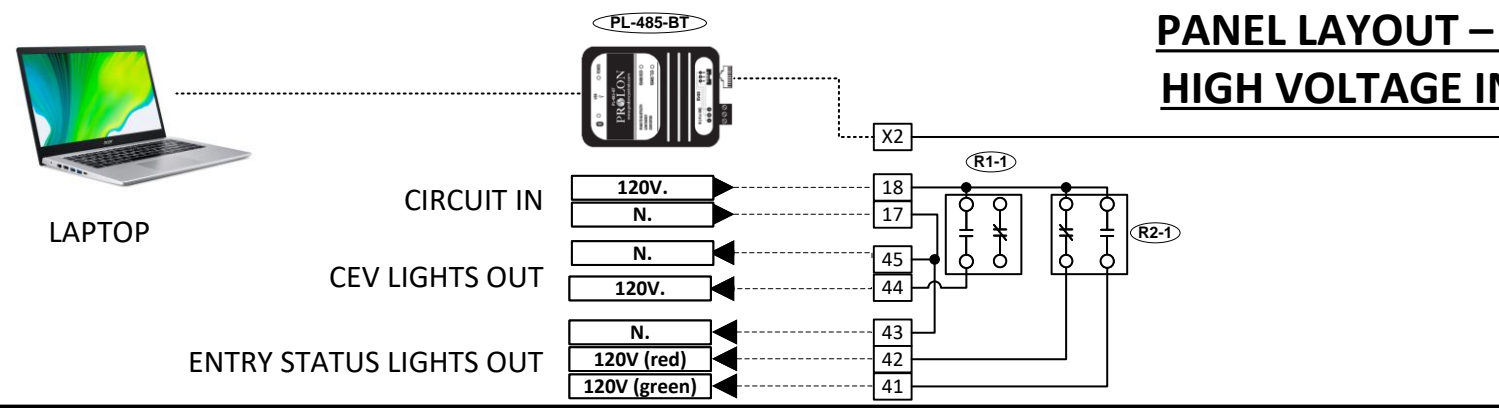 PL-485-BT
PANEL LAYOUT –
HIGH VOLTAGE IN
PROLON
X2
R1-1
CIRCUIT IN
120V.
18
N.
17
LAPTOP
R2-1
CEV LIGHTS OUT
N.
45
120V.
44
ENTRY STATUS LIGHTS OUT
N.
43
120V (red)
42
120V (green)
41